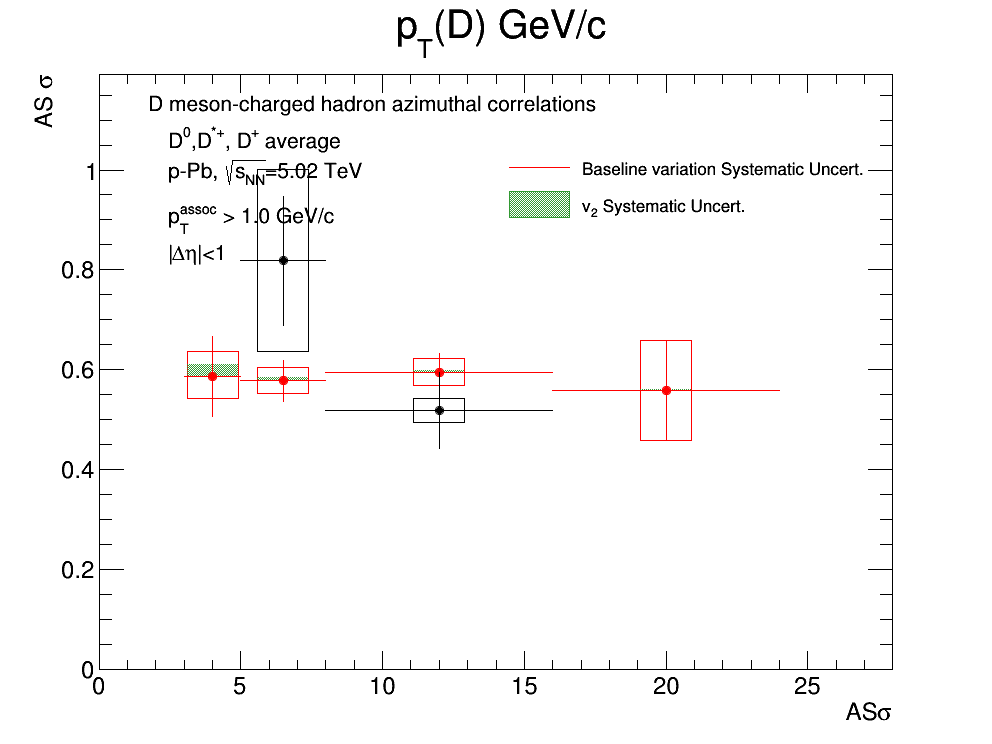 p_T(D) GeV/c
AS σ
D meson-charged hadron azimuthal correlations
D⁰,D*⁺, D⁺ average
p-Pb, √s_NN=5.02 TeV
p_T^assoc > 1.0 GeV/c
|Δη|<1
Baseline variation Systematic Uncert.
v₂ Systematic Uncert.
1
0.8
0.6
0.4
0.2
0
0 5 10 15 20 25
ASσ